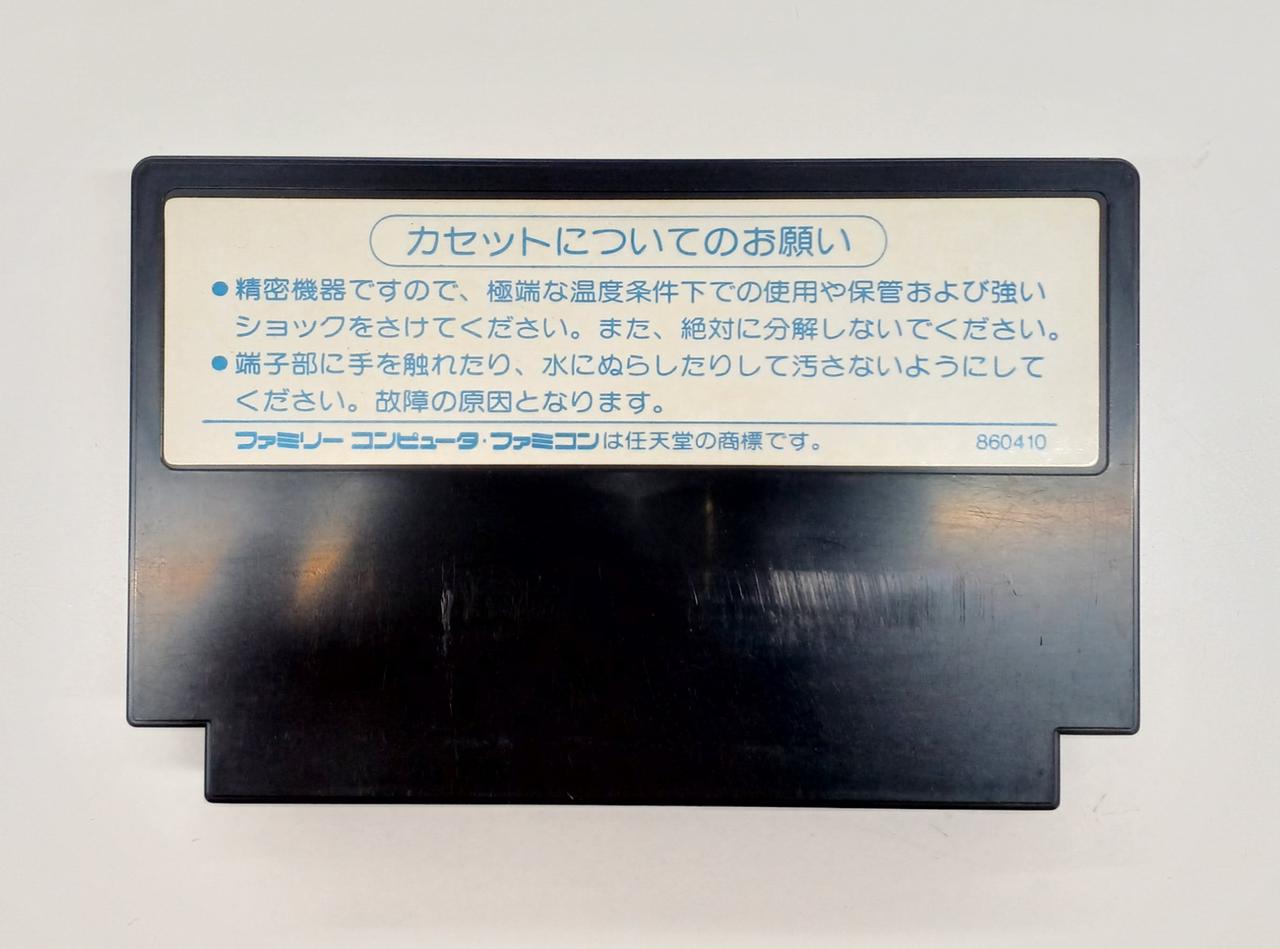 カセットについてのお願い
●精密機器ですので、極端な温度条件下での使用や保管および強い
ショックをさけてください。また、絶対に分解しないでください。
●端子部に手を触れたり、水にぬらしたりして汚さないようにして
ください。故障の原因となります。
ファミリー コンピュータ・ファミコンは任天堂の商標です。 860410